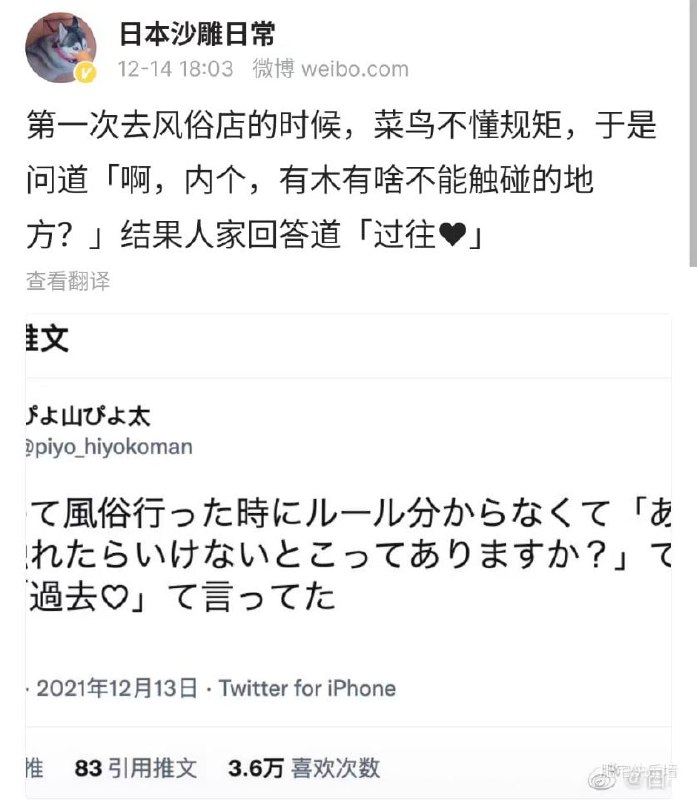 日本沙雕日常
12-14 18:03 微博 weibo.com
第一次去风俗店的时候，菜鸟不懂规矩，于是
问道「啊，内个，有木有啥不能触碰的地
方？」结果人家回答道「过往♥」
查看翻译
推文
ぴよ山ぴよ太
@piyo_hiyokoman
て風俗行った時にルール分からなくて「あ
れたらいけないとこってありますか？」て
「過去♡」て言ってた
· 2021年12月13日 · Twitter for iPhone
推 83 引用推文 3.6万 喜欢次数